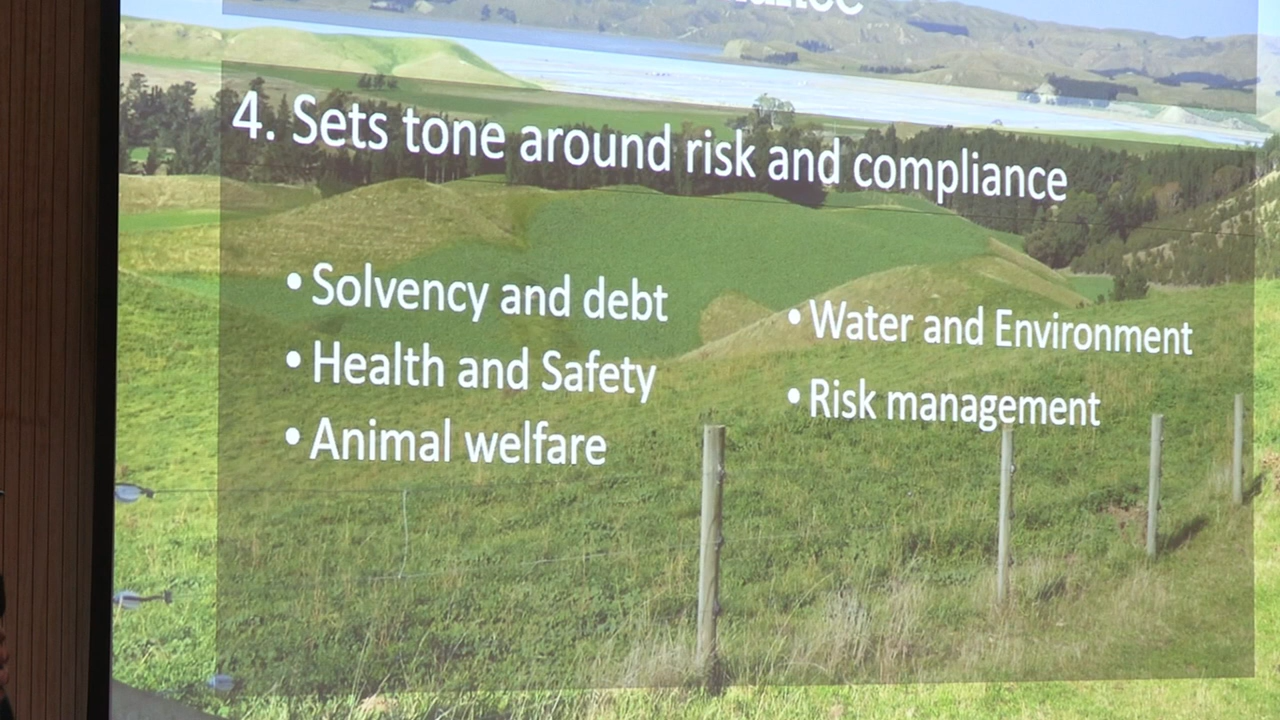 4. Sets tone around risk and compliance
• Solvency and debt
• Health and Safety
• Animal welfare
• Water and Environment
• Risk management